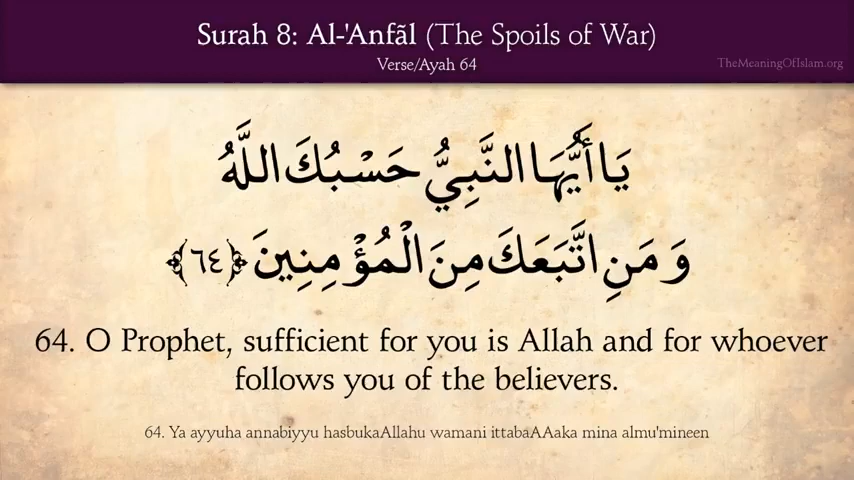 Surah 8: Al-'Anfãl (The Spoils of War)
Verse/Ayah 64
TheMeaningOfIslam.org
يَا أَيُّهَا النَّبِيُّ حَسْبُكَ اللَّهُ
وَمَنِ اتَّبَعَكَ مِنَ الْمُؤْمِنِينَ ﴿٦٤﴾
64. O Prophet, sufficient for you is Allah and for whoever
follows you of the believers.
64. Ya ayyuha annabiyyu hasbukaAllahu wamani ittabaAAaka mina almu'mineen